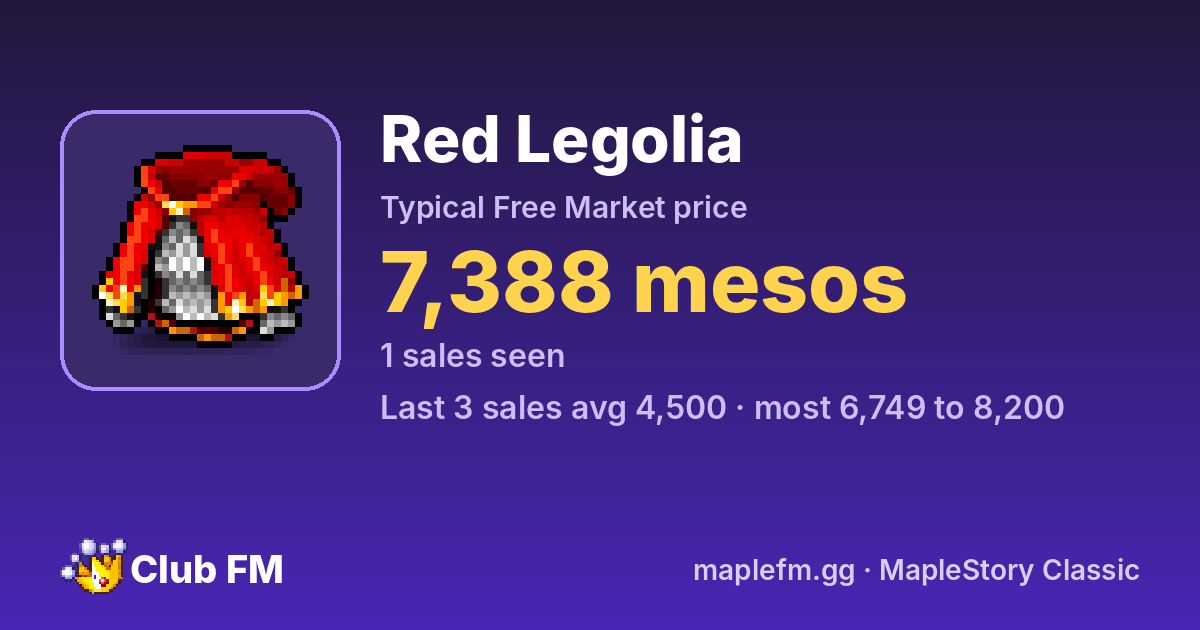 Red Legolia
Typical Free Market price
7,388 mesos
1 sales seen
Last 3 sales avg 4,500 · most 6,749 to 8,200
Club FM
maplefm.gg · MapleStory Classic